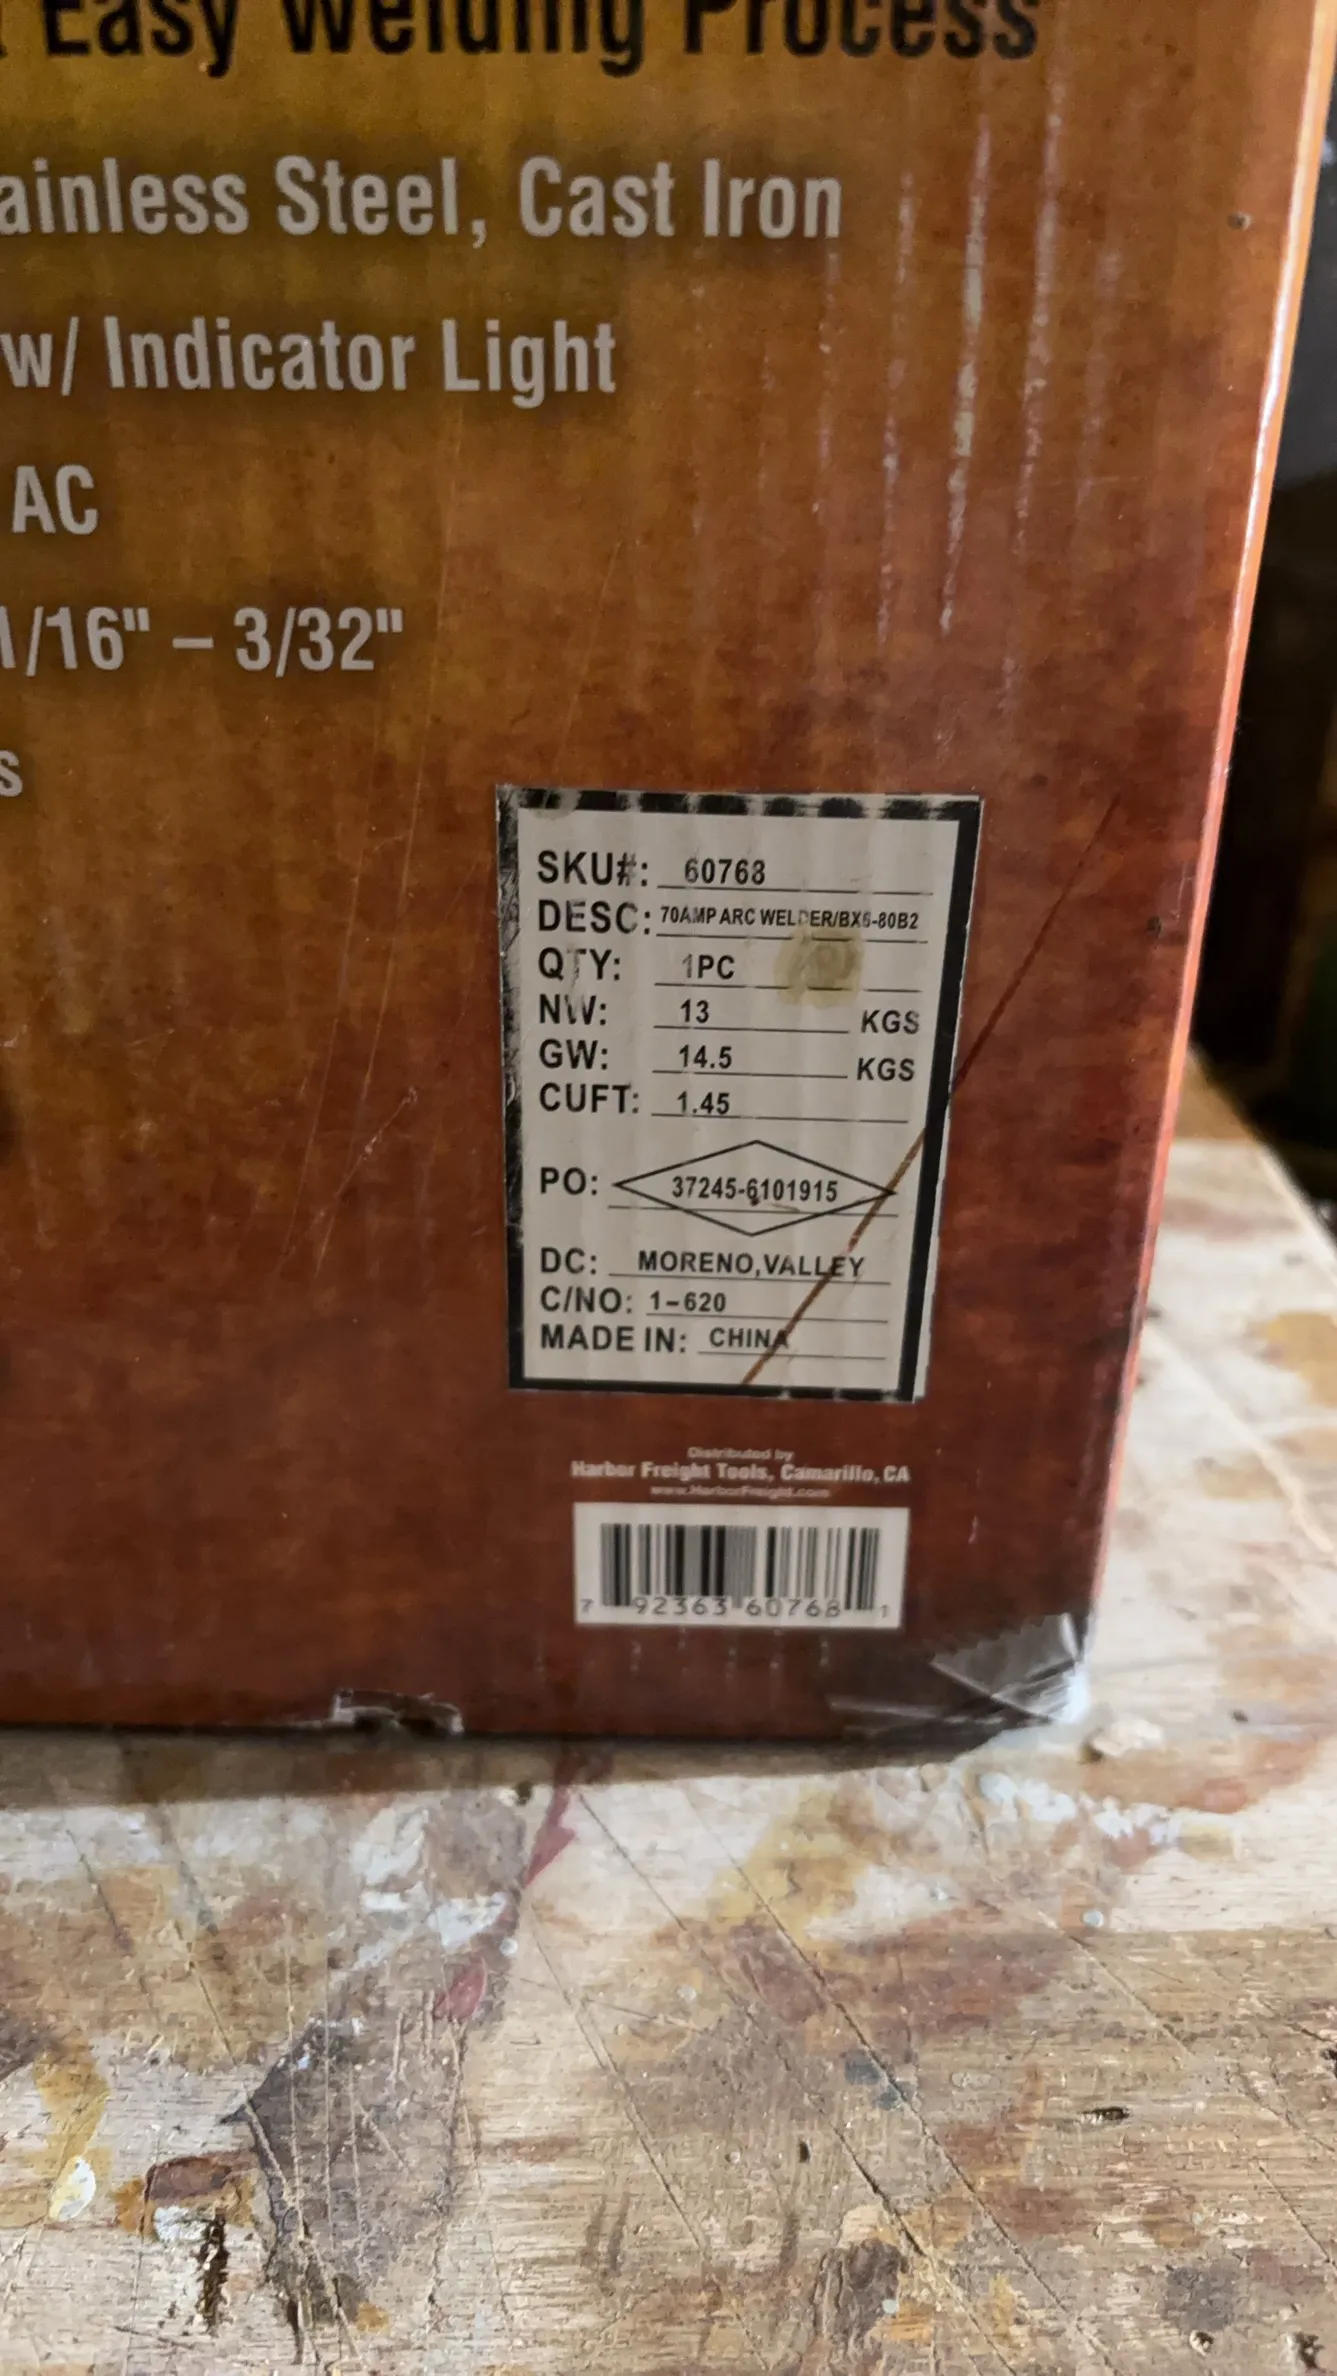 Easy Welding Process
ainless Steel, Cast Iron
w/ Indicator Light
AC
1/16" – 3/32"
s
SKU#: 60768
DESC: 70AMP ARC WELDER/BX6-80B2
QTY: 1PC
NW: 13 KGS
GW: 14.5 KGS
CUFT: 1.45
PO: 37245-6101915
DC: MORENO,VALLEY
C/NO: 1-620
MADE IN: CHINA
Distributed by
Harbor Freight Tools, Camarillo, CA
www.HarborFreight.com
7 92363 60768 1